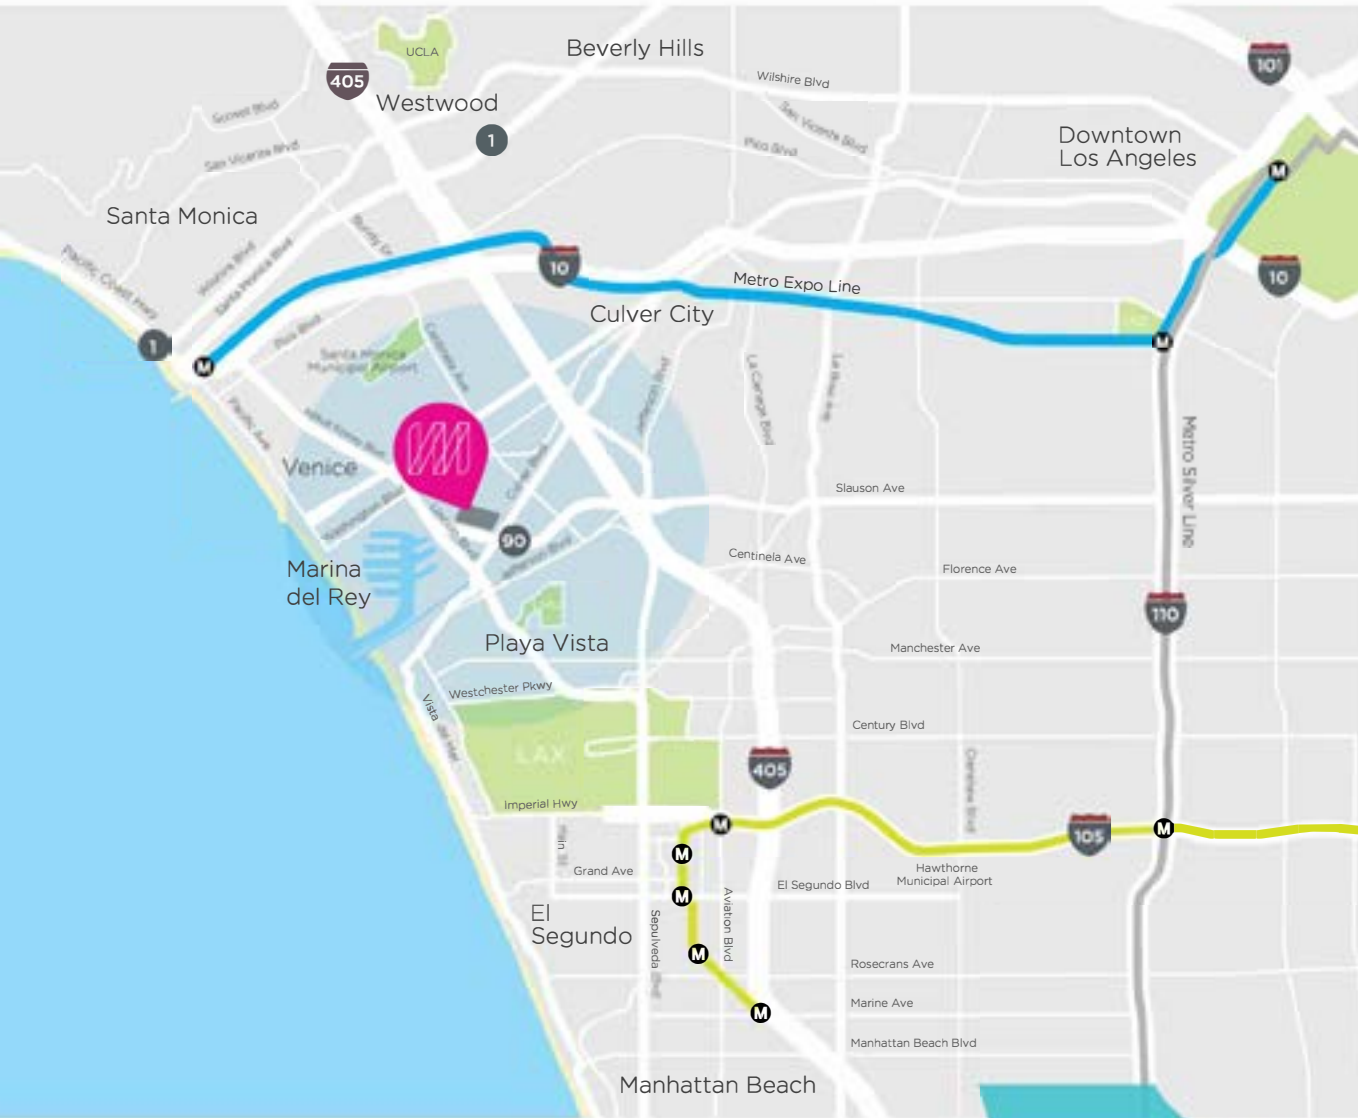 UCLA
Beverly Hills
101
405
Wilshire Blvd
Westwood
Sunset Blvd
San Vicente Blvd
1
Downtown
Los Angeles
Pico Blvd
San Vicente Blvd
M
Santa Monica
Bundy Dr
Pacific Coast Hwy
Wilshire Blvd
Santa Monica Blvd
10
10
Metro Expo Line
Culver City
Pico Blvd
1
M
M
Santa Monica
Municipal Airport
Centinela Ave
Jefferson Blvd
La Cienega Blvd
La Brea Ave
Pacific Ave
Abbot Kinney Blvd
Metro Silver Line
Venice
Culver Blvd
Slauson Ave
Washington Blvd
Lincoln Blvd
90
Jefferson Blvd
Centinela Ave
Marina
del Rey
Florence Ave
110
Playa Vista
Manchester Ave
Westchester Pkwy
Vista del Mar
Century Blvd
LAX
405
Crenshaw Blvd
Imperial Hwy
M
105
M
Main St
M
Grand Ave
Hawthorne
Municipal Airport
El Segundo Blvd
M
El
Segundo
Sepulveda Blvd
Aviation Blvd
M
Rosecrans Ave
Marine Ave
M
Manhattan Beach Blvd
Manhattan Beach